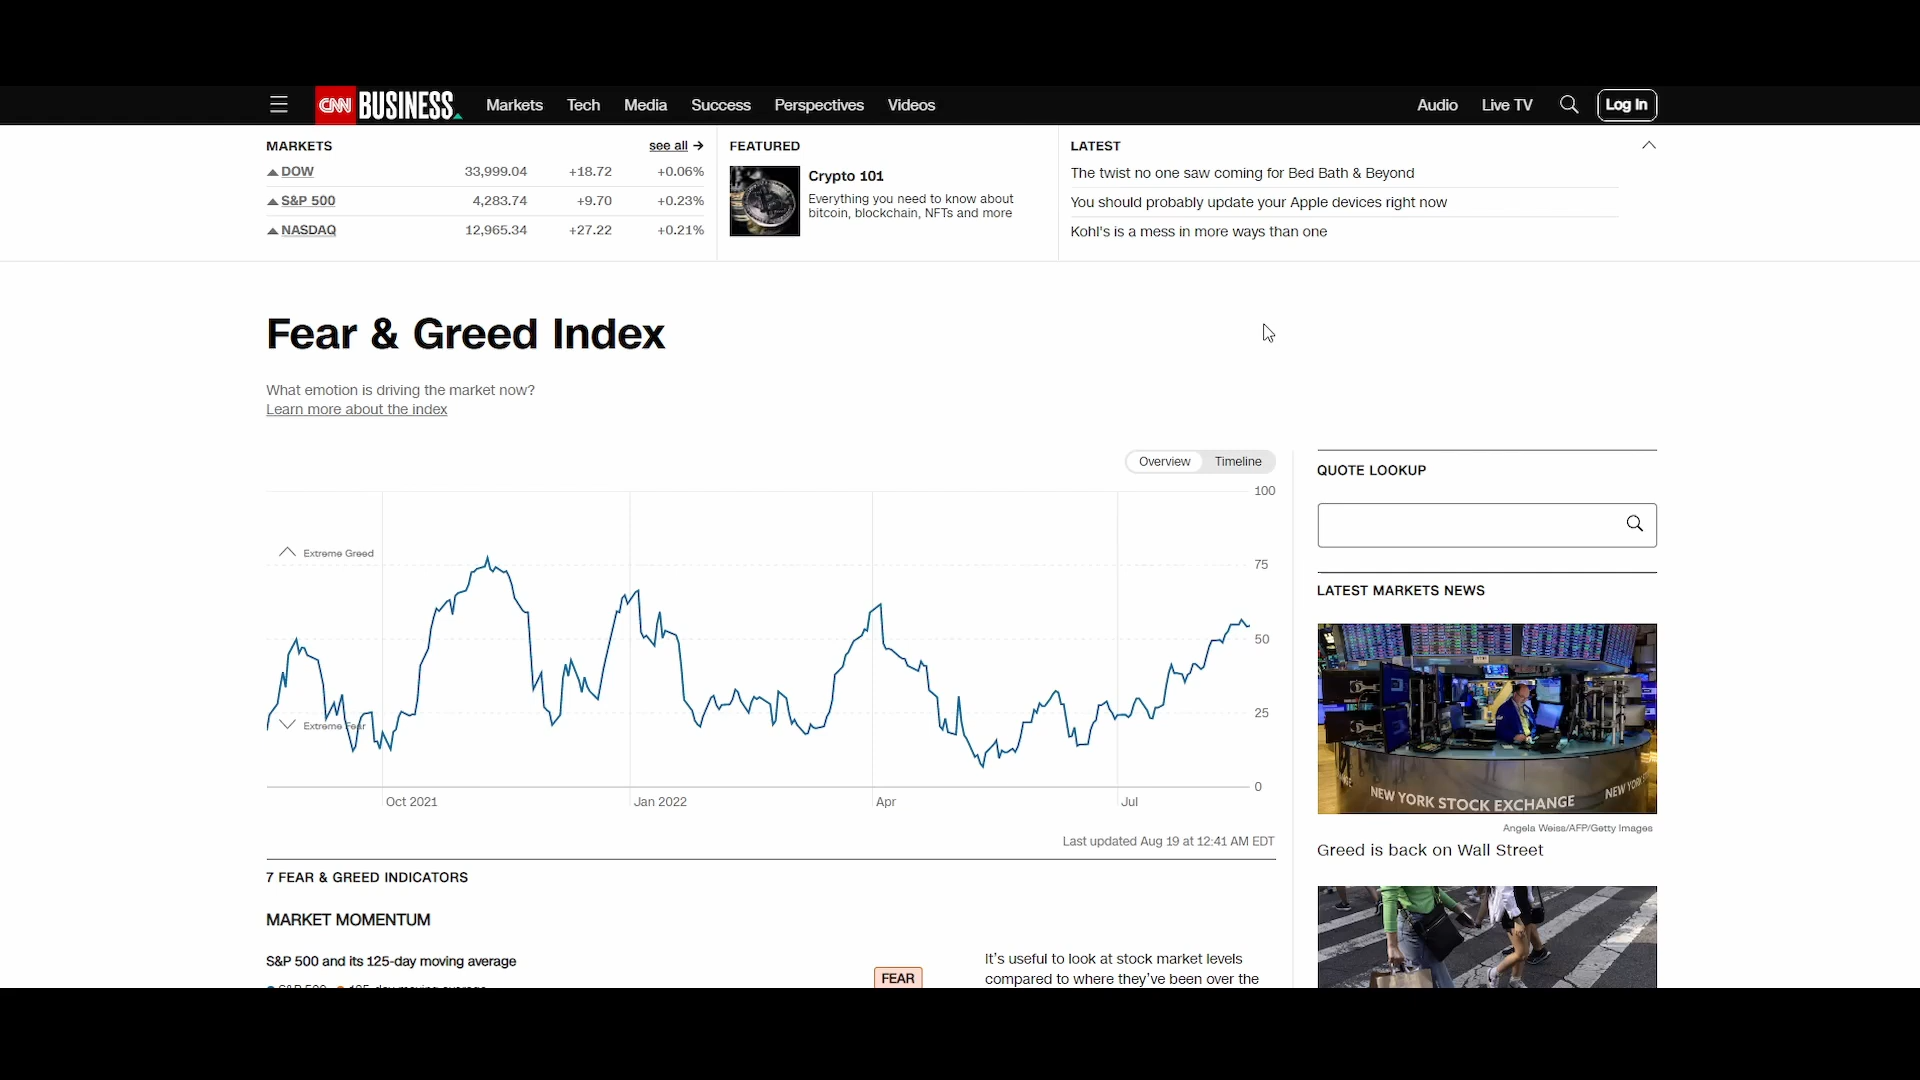 CNN BUSINESS
Markets
Tech
Media
Success
Perspectives
Videos
Audio
Live TV
Log In
MARKETS
see all →
DOW 33,999.04 +18.72 +0.06%
S&P 500 4,283.74 +9.70 +0.23%
NASDAQ 12,965.34 +27.22 +0.21%
FEATURED
Crypto 101
Everything you need to know about
bitcoin, blockchain, NFTs and more
LATEST
The twist no one saw coming for Bed Bath & Beyond
You should probably update your Apple devices right now
Kohl's is a mess in more ways than one
Fear & Greed Index
What emotion is driving the market now?
Learn more about the index
Overview
Timeline
100
Extreme Greed
75
50
25
Extreme Fear
0
Oct 2021
Jan 2022
Apr
Jul
Last updated Aug 19 at 12:41 AM EDT
7 FEAR & GREED INDICATORS
MARKET MOMENTUM
S&P 500 and its 125-day moving average
S&P 500
125-day moving average
FEAR
It's useful to look at stock market levels
compared to where they've been over the
QUOTE LOOKUP
LATEST MARKETS NEWS
NEW YORK STOCK EXCHANGE
NEW YOR
Angela Weiss/AFP/Getty Images
Greed is back on Wall Street